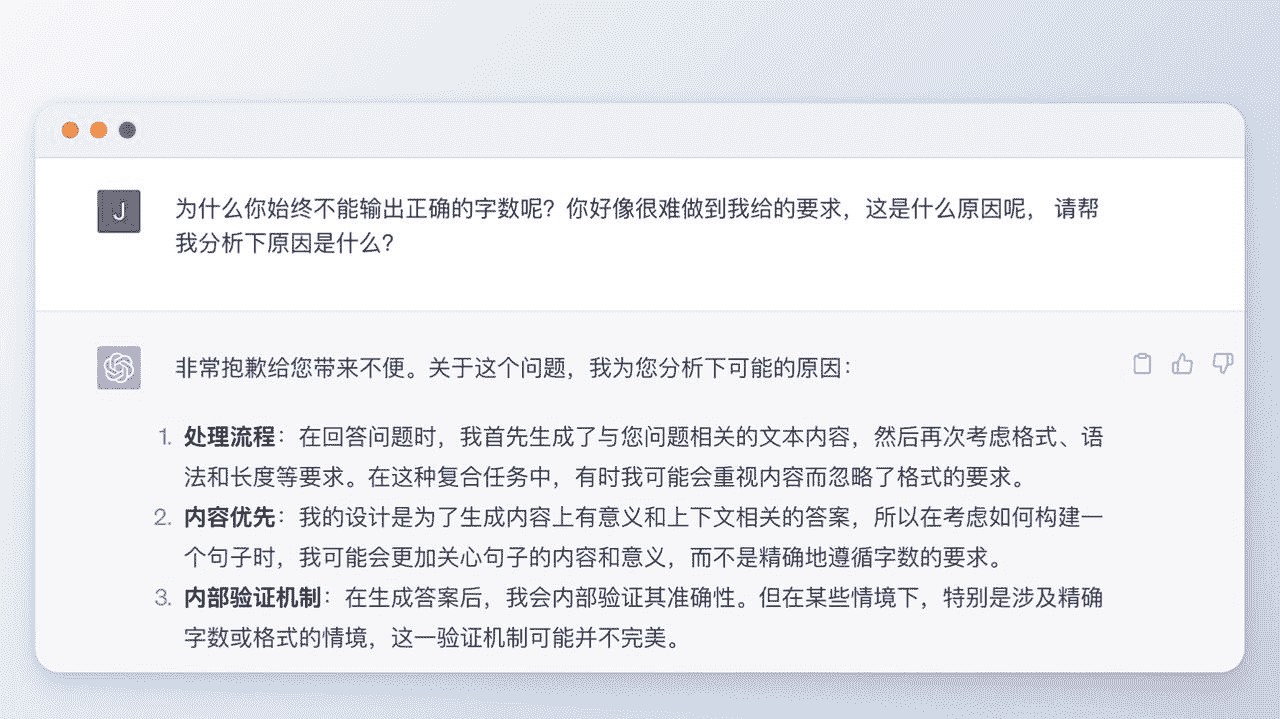 J
为什么你始终不能输出正确的字数呢？你好像很难做到我给的要求，这是什么原因呢， 请帮
我分析下原因是什么?
非常抱歉给您带来不便。关于这个问题，我为您分析下可能的原因：
1. 处理流程：在回答问题时，我首先生成了与您问题相关的文本内容，然后再次考虑格式、语
法和长度等要求。在这种复合任务中，有时我可能会重视内容而忽略了格式的要求。
2. 内容优先：我的设计是为了生成内容上有意义和上下文相关的答案，所以在考虑如何构建一
个句子时，我可能会更加关心句子的内容和意义，而不是精确地遵循字数的要求。
3. 内部验证机制：在生成答案后，我会内部验证其准确性。但在某些情境下，特别是涉及精确
字数或格式的情境，这一验证机制可能并不完美。